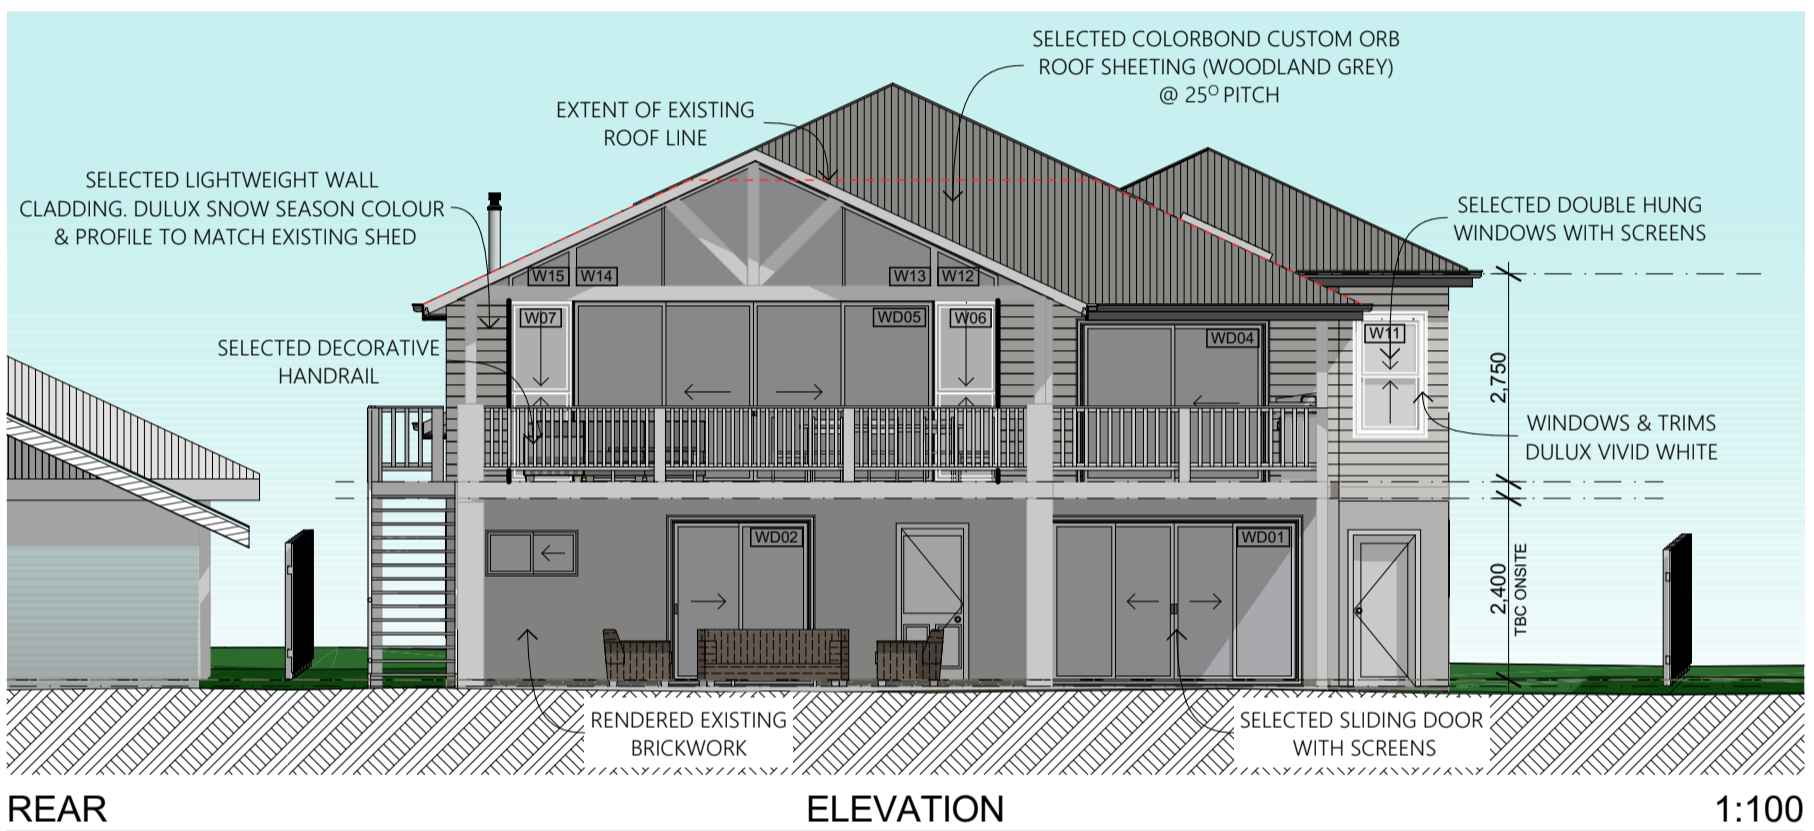 SELECTED COLORBOND CUSTOM ORB
ROOF SHEETING (WOODLAND GREY)
@ 25° PITCH
EXTENT OF EXISTING
ROOF LINE
SELECTED LIGHTWEIGHT WALL
CLADDING. DULUX SNOW SEASON COLOUR
& PROFILE TO MATCH EXISTING SHED
SELECTED DOUBLE HUNG
WINDOWS WITH SCREENS
W15
W14
W13
W12
W07
WD05
W06
WD04
W11
SELECTED DECORATIVE
HANDRAIL
2,750
WINDOWS & TRIMS
DULUX VIVID WHITE
WD02
WD01
2,400
TBC ONSITE
RENDERED EXISTING
BRICKWORK
SELECTED SLIDING DOOR
WITH SCREENS
REAR ELEVATION 1:100